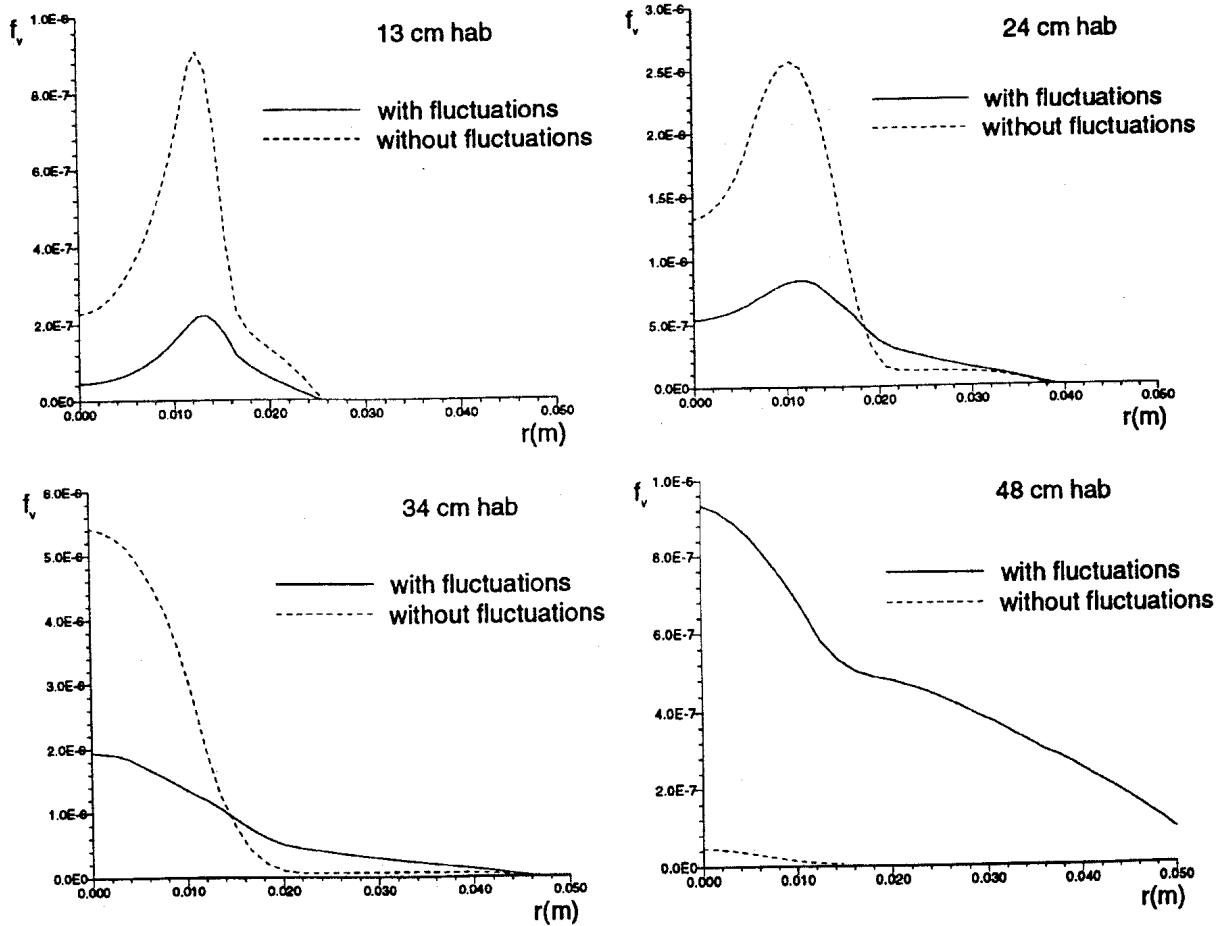 f_v
13 cm hab
1.0E-6
8.0E-7
6.0E-7
4.0E-7
2.0E-7
0.0E0
with fluctuations
without fluctuations
0.000 0.010 0.020 0.030 0.040 0.050
r(m)
f_v
24 cm hab
3.0E-6
2.5E-6
2.0E-6
1.5E-6
1.0E-6
5.0E-7
0.0E0
with fluctuations
without fluctuations
0.000 0.010 0.020 0.030 0.040 0.050
r(m)
f_v
34 cm hab
6.0E-6
5.0E-6
4.0E-6
3.0E-6
2.0E-6
1.0E-6
0.0E0
with fluctuations
without fluctuations
0.000 0.010 0.020 0.030 0.040 0.050
r(m)
f_v
48 cm hab
1.0E-6
8.0E-7
6.0E-7
4.0E-7
2.0E-7
0.0E0
with fluctuations
without fluctuations
0.000 0.010 0.020 0.030 0.040 0.050
r(m)